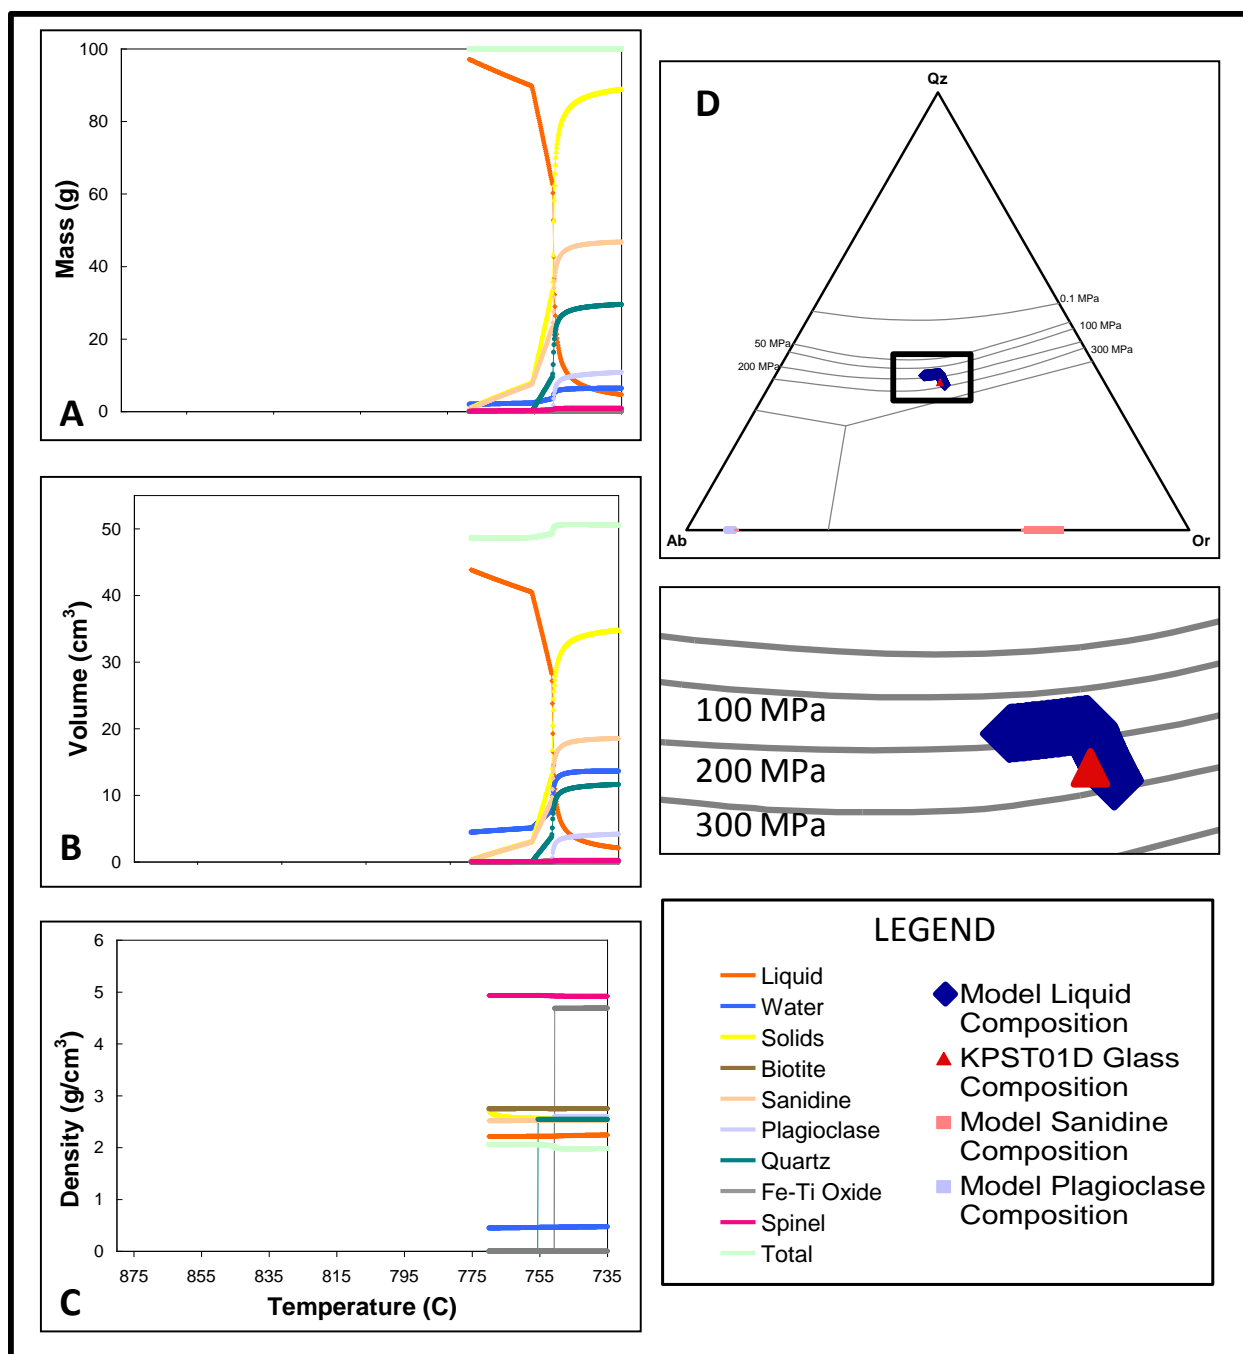 100
80
60
40
20
0
Mass (g)
A
50
40
30
20
10
0
Volume (cm³)
B
6
5
4
3
2
1
0
Density (g/cm³)
875 855 835 815 795 775 755 735
Temperature (C)
C
D
Qz
0.1 MPa
100 MPa
50 MPa
300 MPa
200 MPa
Ab
Or
100 MPa
200 MPa
300 MPa
LEGEND
Liquid
Water
Solids
Biotite
Sanidine
Plagioclase
Quartz
Fe-Ti Oxide
Spinel
Total
Model Liquid
Composition
KPST01D Glass
Composition
Model Sanidine
Composition
Model Plagioclase
Composition